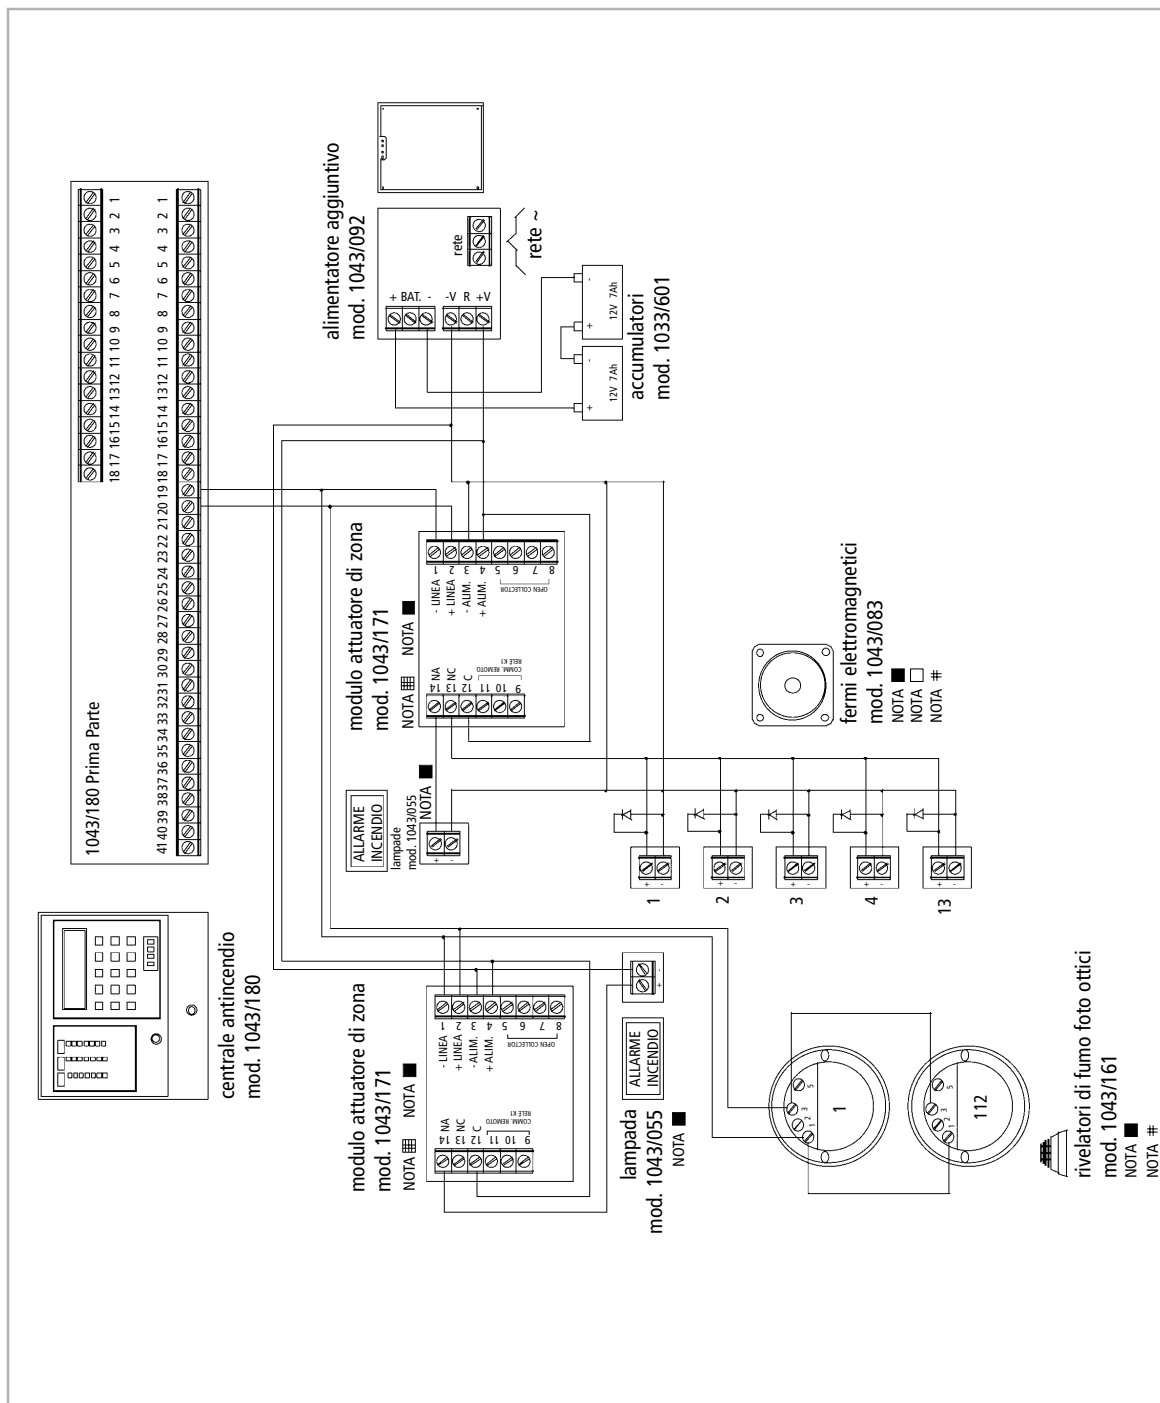 1043/180 Prima Parte
18 17 16 15 14 13 12 11 10 9 8 7 6 5 4 3 2 1
41 40 39 38 37 36 35 34 33 32 31 30 29 28 27 26 25 24 23 22 21 20 19 18 17 16 15 14 13 12 11 10 9 8 7 6 5 4 3 2 1
centrale antincendio
mod. 1043/180
alimentatore aggiuntivo
mod. 1043/092
rete
+ BAT. -
-V R +V
rete ~
12V 7Ah
+ -
12V 7Ah
+ -
accumulatori
mod. 1033/601
modulo attuatore di zona
mod. 1043/171
NOTA ▦ NOTA ■
14 NA
13 NC
12 C
11
10
9
COMM. REMOTO
RELÈ K1
- LINEA 1
+ LINEA 2
- ALIM. 3
+ ALIM. 4
5
6
7
8
OPEN COLLECTOR
ALLARME
INCENDIO
lampade
mod. 1043/055
NOTA ■
+ -
modulo attuatore di zona
mod. 1043/171
NOTA ▦ NOTA ■
14 NA
13 NC
12 C
11
10
9
COMM. REMOTO
RELÈ K1
- LINEA 1
+ LINEA 2
- ALIM. 3
+ ALIM. 4
5
6
7
8
OPEN COLLECTOR
ALLARME
INCENDIO
lampada
mod. 1043/055
NOTA ■
+ -
+ -
1
+ -
2
+ -
3
+ -
4
+ -
13
fermi elettromagnetici
mod. 1043/083
NOTA ■
NOTA □
NOTA #
1 2 3 5
1
1 2 3 5
112
rivelatori di fumo foto ottici
mod. 1043/161
NOTA ■
NOTA #